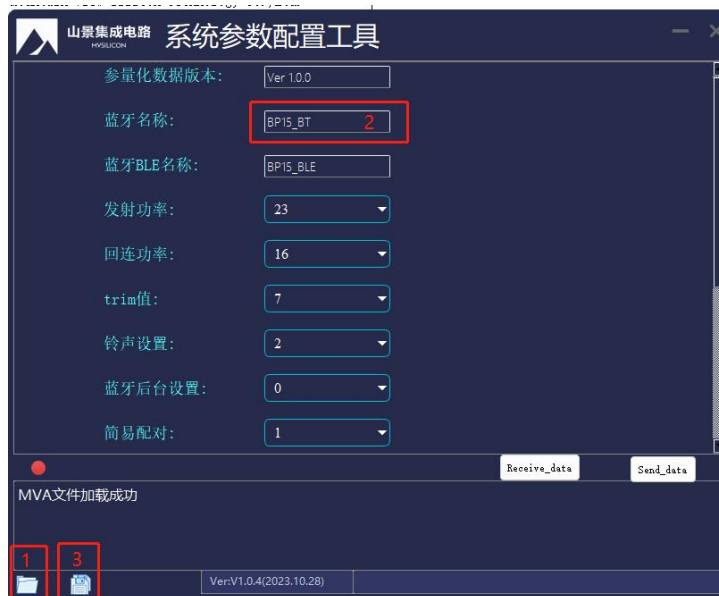 山景集成电路
MVSILICON
系统参数配置工具
参量化数据版本: Ver 1.0.0
蓝牙名称: BP15_BT 2
蓝牙BLE名称: BP15_BLE
发射功率: 23
回连功率: 16
trim值: 7
铃声设置: 2
蓝牙后台设置: 0
简易配对: 1
Receive_data Send_data
MVA文件加载成功
1 3
Ver:V1.0.4(2023.10.28)